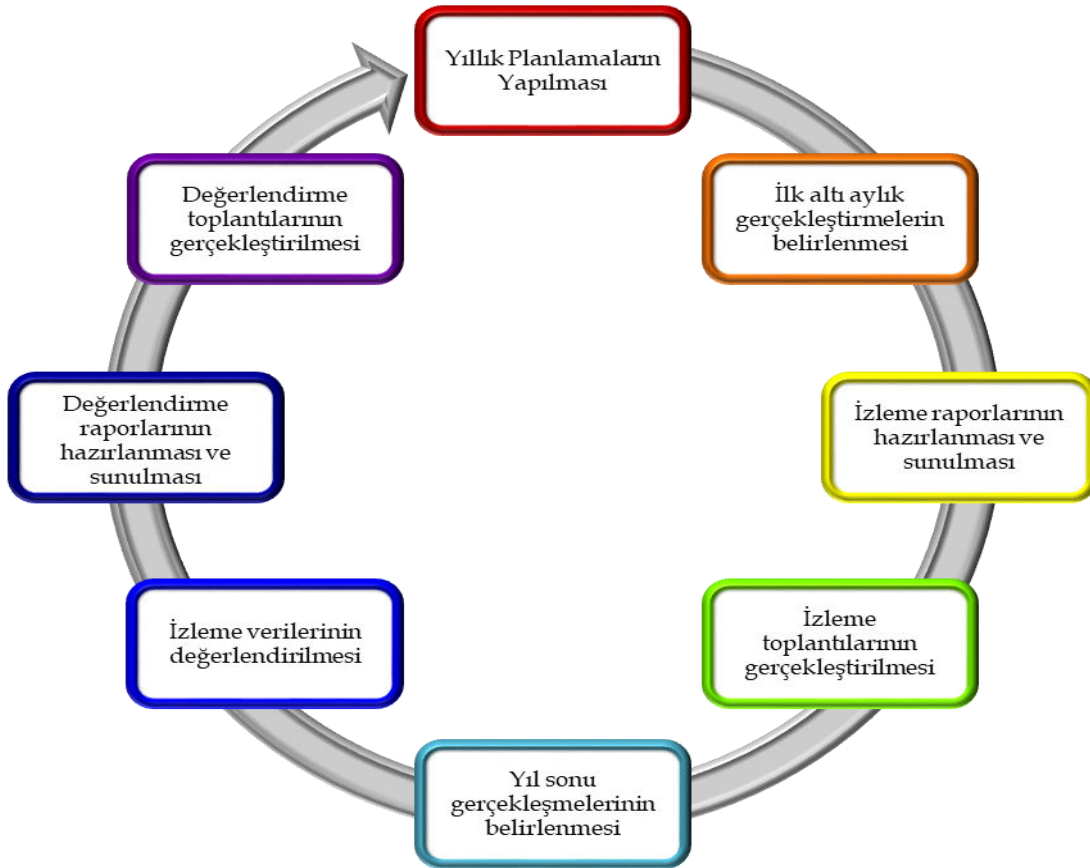 Yıllık Planlamaların
Yapılması
İlk altı aylık
gerçekleştirmelerin
belirlenmesi
İzleme raporlarının
hazırlanması ve
sunulması
İzleme
toplantılarının
gerçekleştirilmesi
Yıl sonu
gerçekleşmelerinin
belirlenmesi
İzleme verilerinin
değerlendirilmesi
Değerlendirme
raporlarının
hazırlanması ve
sunulması
Değerlendirme
toplantılarının
gerçekleştirilmesi